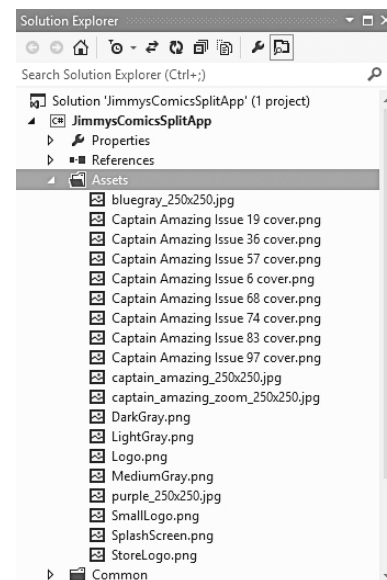 Solution Explorer
Search Solution Explorer (Ctrl+;)
Solution 'JimmysComicsSplitApp' (1 project)
C# JimmysComicsSplitApp
Properties
References
Assets
bluegray_250x250.jpg
Captain Amazing Issue 19 cover.png
Captain Amazing Issue 36 cover.png
Captain Amazing Issue 57 cover.png
Captain Amazing Issue 6 cover.png
Captain Amazing Issue 68 cover.png
Captain Amazing Issue 74 cover.png
Captain Amazing Issue 83 cover.png
Captain Amazing Issue 97 cover.png
captain_amazing_250x250.jpg
captain_amazing_zoom_250x250.jpg
DarkGray.png
LightGray.png
Logo.png
MediumGray.png
purple_250x250.jpg
SmallLogo.png
SplashScreen.png
StoreLogo.png
Common